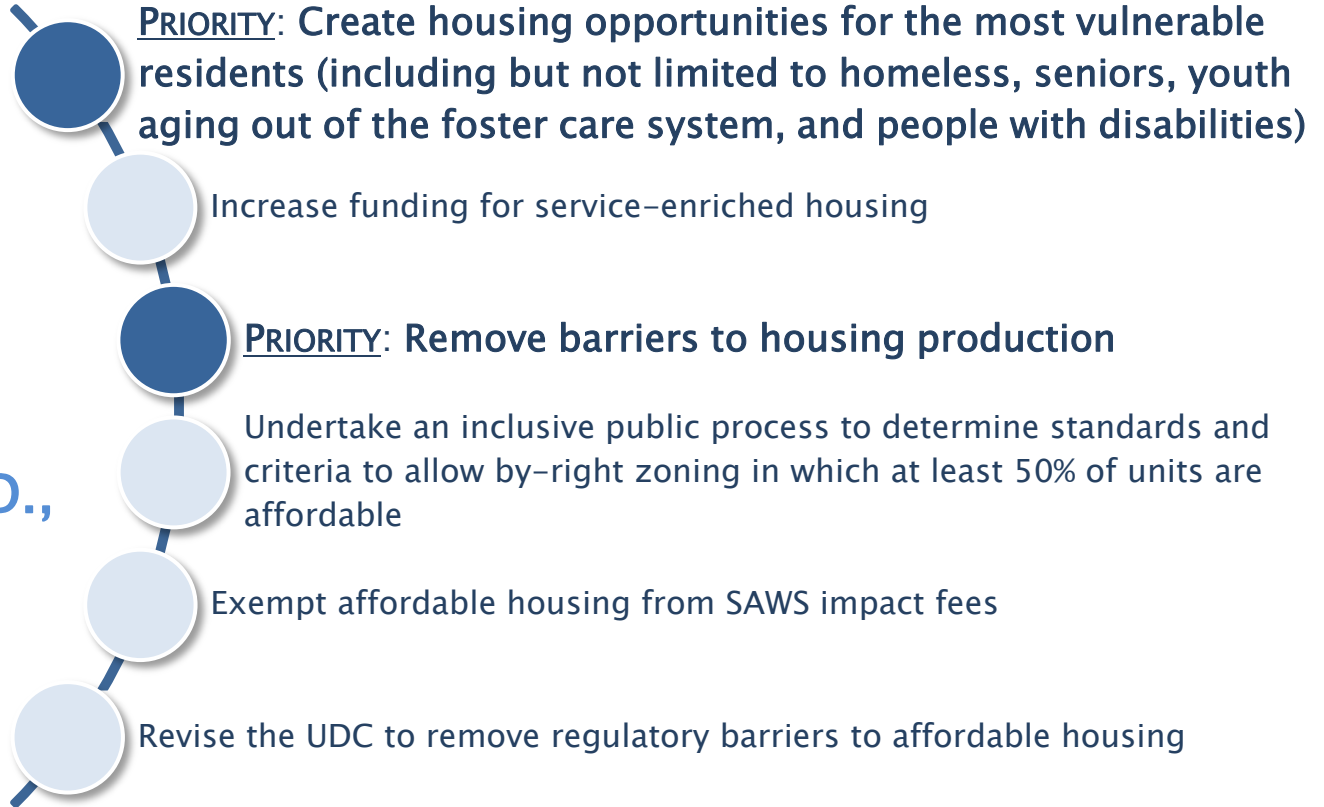 PRIORITY: Create housing opportunities for the most vulnerable
residents (including but not limited to homeless, seniors, youth
aging out of the foster care system, and people with disabilities)
Increase funding for service-enriched housing
PRIORITY: Remove barriers to housing production
Undertake an inclusive public process to determine standards and
criteria to allow by-right zoning in which at least 50% of units are
affordable
Exempt affordable housing from SAWS impact fees
Revise the UDC to remove regulatory barriers to affordable housing